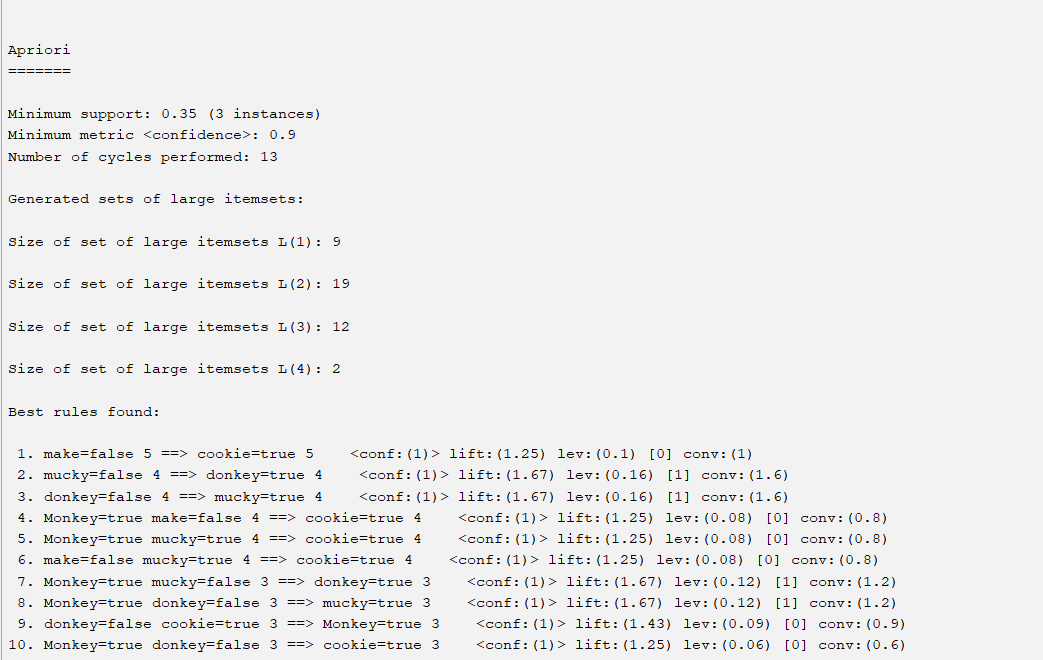 Apriori
=======
Minimum support: 0.35 (3 instances)
Minimum metric <confidence>: 0.9
Number of cycles performed: 13
Generated sets of large itemsets:
Size of set of large itemsets L(1): 9
Size of set of large itemsets L(2): 19
Size of set of large itemsets L(3): 12
Size of set of large itemsets L(4): 2
Best rules found:
1. make=false 5 ==> cookie=true 5    <conf:(1)> lift:(1.25) lev:(0.1) [0] conv:(1)
2. mucky=false 4 ==> donkey=true 4    <conf:(1)> lift:(1.67) lev:(0.16) [1] conv:(1.6)
3. donkey=false 4 ==> mucky=true 4    <conf:(1)> lift:(1.67) lev:(0.16) [1] conv:(1.6)
4. Monkey=true make=false 4 ==> cookie=true 4    <conf:(1)> lift:(1.25) lev:(0.08) [0] conv:(0.8)
5. Monkey=true mucky=true 4 ==> cookie=true 4    <conf:(1)> lift:(1.25) lev:(0.08) [0] conv:(0.8)
6. make=false mucky=true 4 ==> cookie=true 4    <conf:(1)> lift:(1.25) lev:(0.08) [0] conv:(0.8)
7. Monkey=true mucky=false 3 ==> donkey=true 3    <conf:(1)> lift:(1.67) lev:(0.12) [1] conv:(1.2)
8. Monkey=true donkey=false 3 ==> mucky=true 3    <conf:(1)> lift:(1.67) lev:(0.12) [1] conv:(1.2)
9. donkey=false cookie=true 3 ==> Monkey=true 3    <conf:(1)> lift:(1.43) lev:(0.09) [0] conv:(0.9)
10. Monkey=true donkey=false 3 ==> cookie=true 3    <conf:(1)> lift:(1.25) lev:(0.06) [0] conv:(0.6)